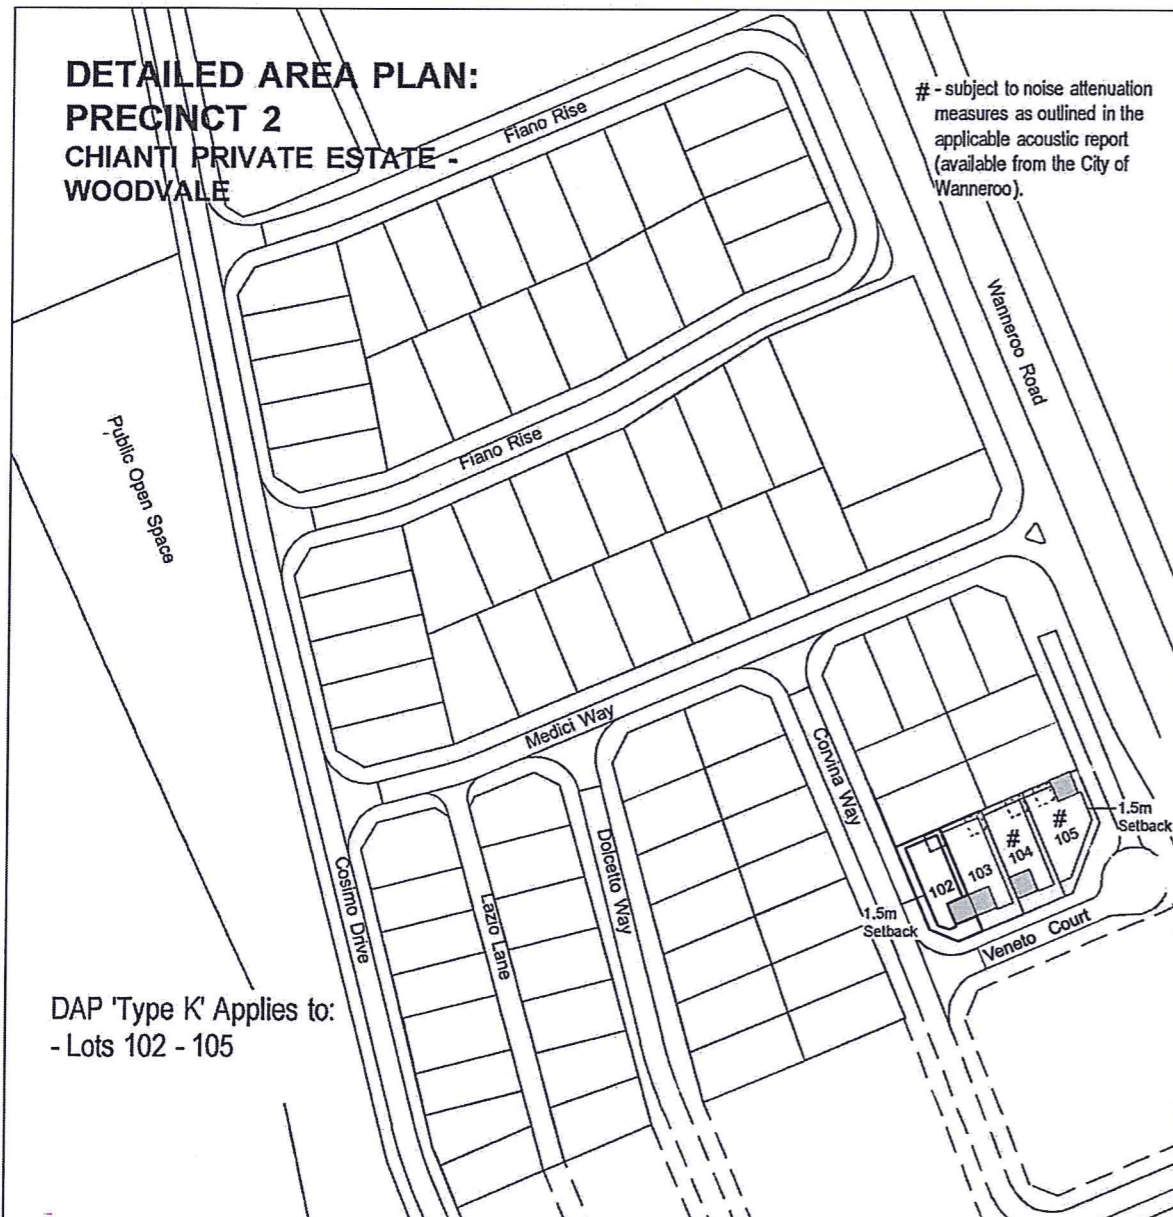 DETAILED AREA PLAN:
PRECINCT 2
CHIANTI PRIVATE ESTATE -
WOODVALE
# - subject to noise attenuation
measures as outlined in the
applicable acoustic report
(available from the City of
Wanneroo).
Fiano Rise
Wanneroo Road
Public Open Space
Fiano Rise
Medici Way
Corvina Way
Dolcetto Way
Cosimo Drive
Lazio Lane
1.5m
Setback
#
105
#
104
103
102
1.5m
Setback
Veneto Court
DAP 'Type K' Applies to:
- Lots 102 - 105